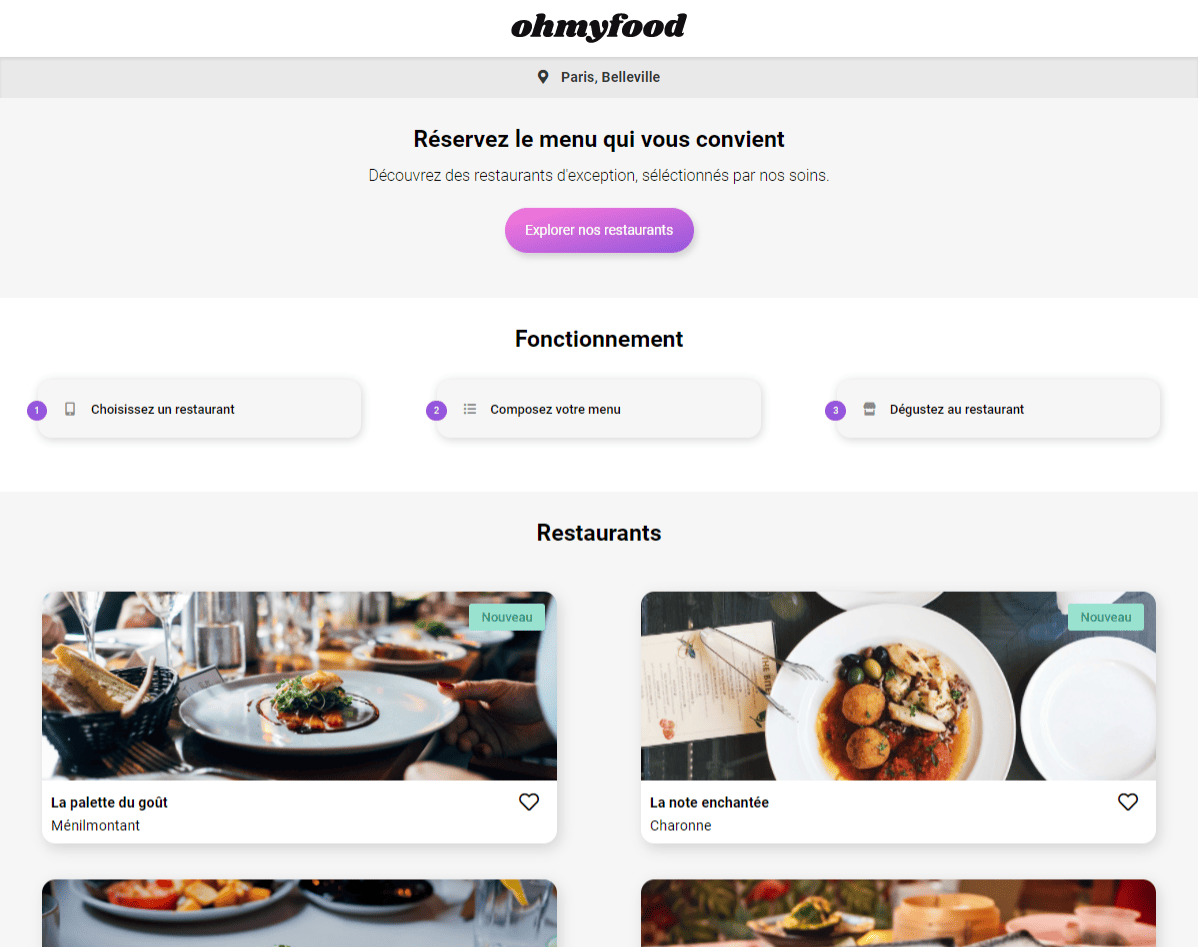 ohmyfood
Paris, Belleville
Réservez le menu qui vous convient
Découvrez des restaurants d'exception, séléctionnés par nos soins.
Explorer nos restaurants
Fonctionnement
1 Choisissez un restaurant
2 Composez votre menu
3 Dégustez au restaurant
Restaurants
Nouveau
Nouveau
La palette du goût
Ménilmontant
La note enchantée
Charonne